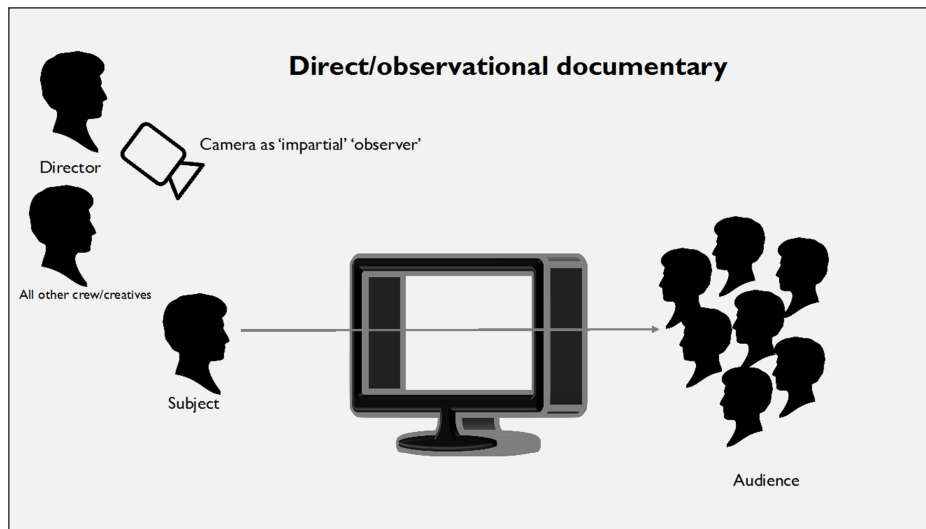 Direct/observational documentary
Camera as ‘impartial’ ‘observer’
Director
All other crew/creatives
Subject
Audience